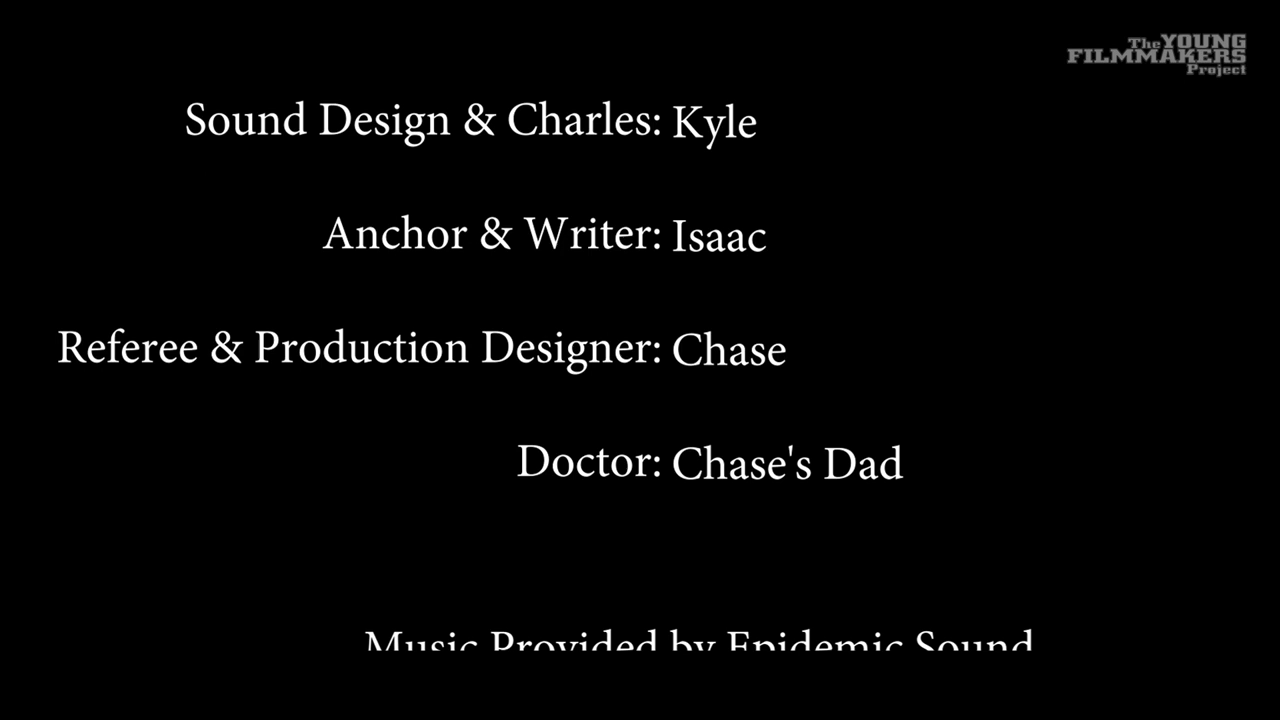 The YOUNG
FILMMAKERS
Project
Sound Design & Charles: Kyle
Anchor & Writer: Isaac
Referee & Production Designer: Chase
Doctor: Chase's Dad
Music Provided by Epidemic Sound